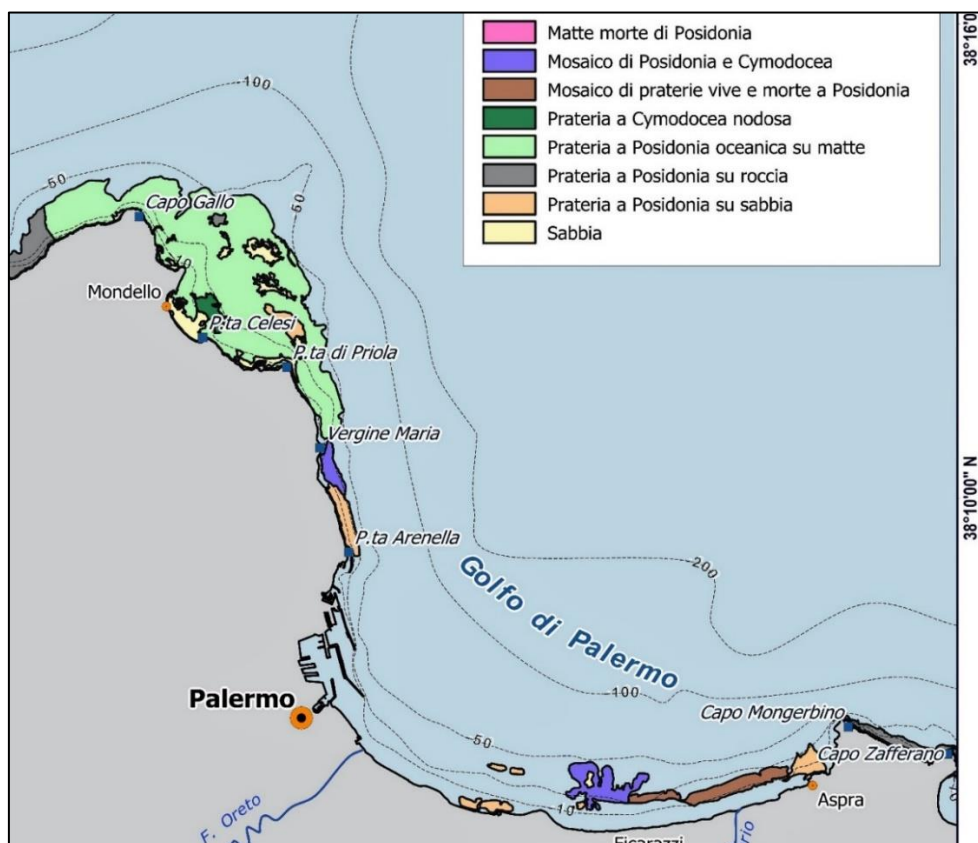 Matte morte di Posidonia
Mosaico di Posidonia e Cymodocea
Mosaico di praterie vive e morte a Posidonia
Prateria a Cymodocea nodosa
Prateria a Posidonia oceanica su matte
Prateria a Posidonia su roccia
Prateria a Posidonia su sabbia
Sabbia
38°16'0
100
50
50
Capo Gallo
10
Mondello
P.ta Celesi
P.ta di Priola
Vergine Maria
38°10'00" N
P.ta Arenella
200
Golfo di Palermo
100
Palermo
Capo Mongerbino
50
Capo Zafferano
10
Aspra
F. Oreto